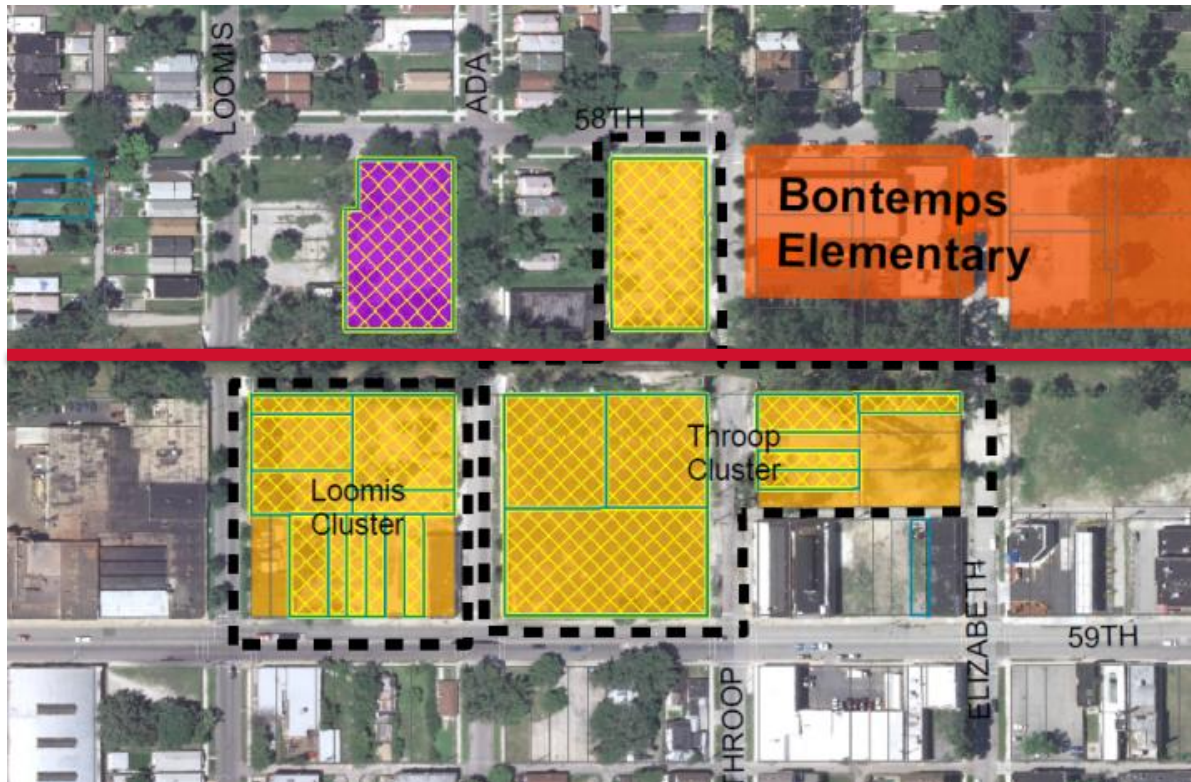 LOOMIS
ADA
58TH
Bontemps
Elementary
Loomis
Cluster
Throop
Cluster
59TH
THROOP
ELIZABETH